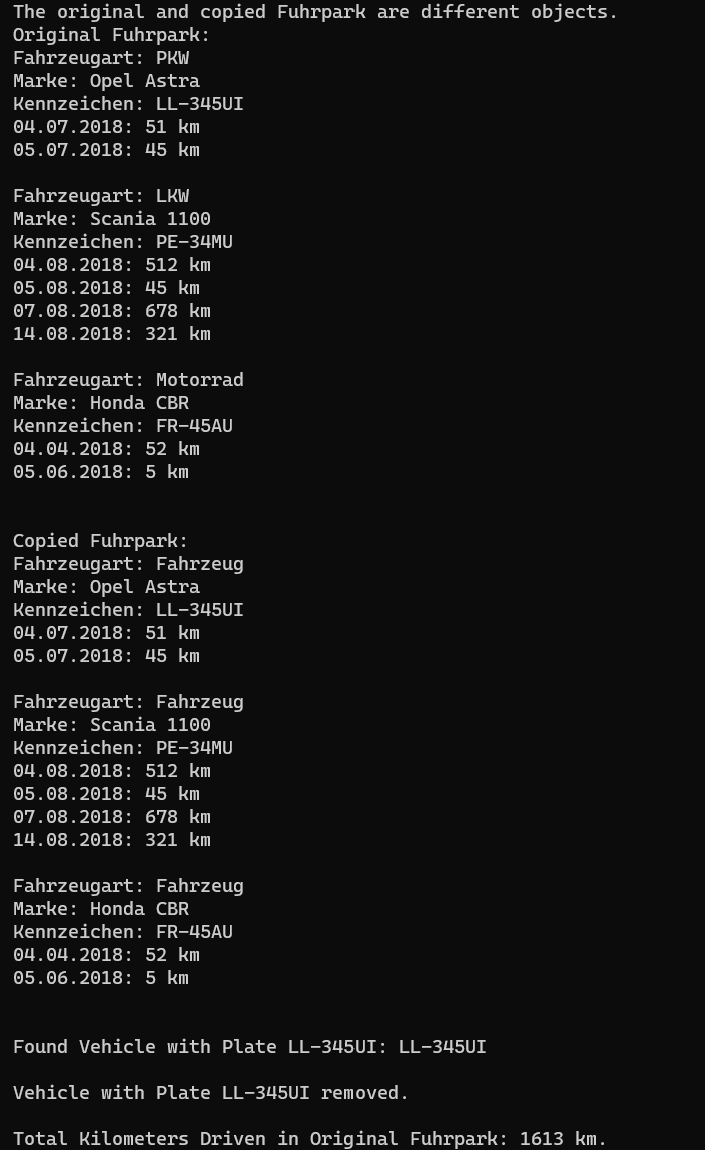 The original and copied Fuhrpark are different objects.
Original Fuhrpark:
Fahrzeugart: PKW
Marke: Opel Astra
Kennzeichen: LL-345UI
04.07.2018: 51 km
05.07.2018: 45 km
Fahrzeugart: LKW
Marke: Scania 1100
Kennzeichen: PE-34MU
04.08.2018: 512 km
05.08.2018: 45 km
07.08.2018: 678 km
14.08.2018: 321 km
Fahrzeugart: Motorrad
Marke: Honda CBR
Kennzeichen: FR-45AU
04.04.2018: 52 km
05.06.2018: 5 km
Copied Fuhrpark:
Fahrzeugart: Fahrzeug
Marke: Opel Astra
Kennzeichen: LL-345UI
04.07.2018: 51 km
05.07.2018: 45 km
Fahrzeugart: Fahrzeug
Marke: Scania 1100
Kennzeichen: PE-34MU
04.08.2018: 512 km
05.08.2018: 45 km
07.08.2018: 678 km
14.08.2018: 321 km
Fahrzeugart: Fahrzeug
Marke: Honda CBR
Kennzeichen: FR-45AU
04.04.2018: 52 km
05.06.2018: 5 km
Found Vehicle with Plate LL-345UI: LL-345UI
Vehicle with Plate LL-345UI removed.
Total Kilometers Driven in Original Fuhrpark: 1613 km.